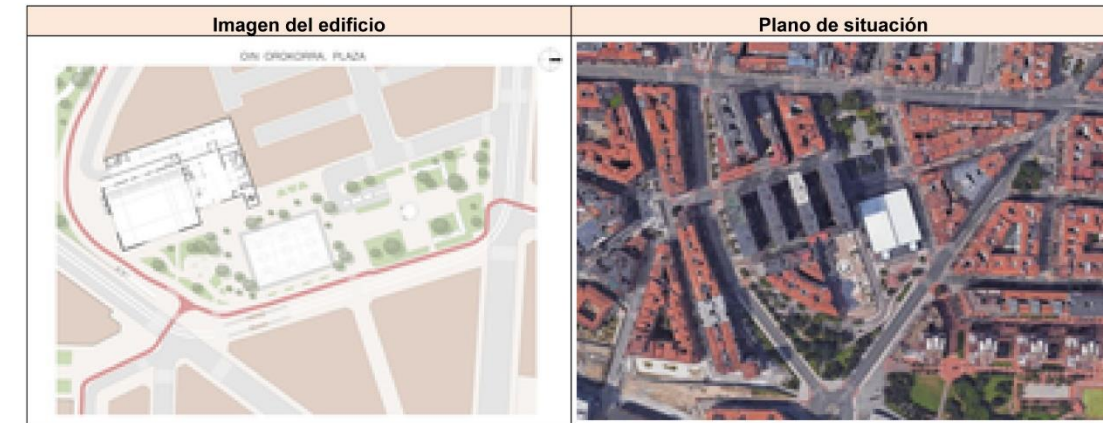 Imagen del edificio
Plano de situación
OIN OROKORRA. PLAZA